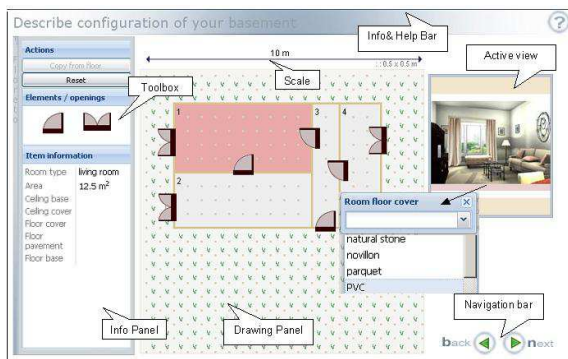 Describe configuration of your basement
?
Info& Help Bar
Actions
Copy from floor
Reset
10 m
0.5 x 0.5 m
Active view
Scale
Toolbox
Elements / openings
Item information
Room type living room
Area 12.5 m²
Ceiling base
Ceiling cover
Floor cover
Floor
pavement
Floor base
1
3
4
2
Room floor cover
natural stone
novilon
parquet
PVC
Info Panel
Drawing Panel
Navigation bar
back
next